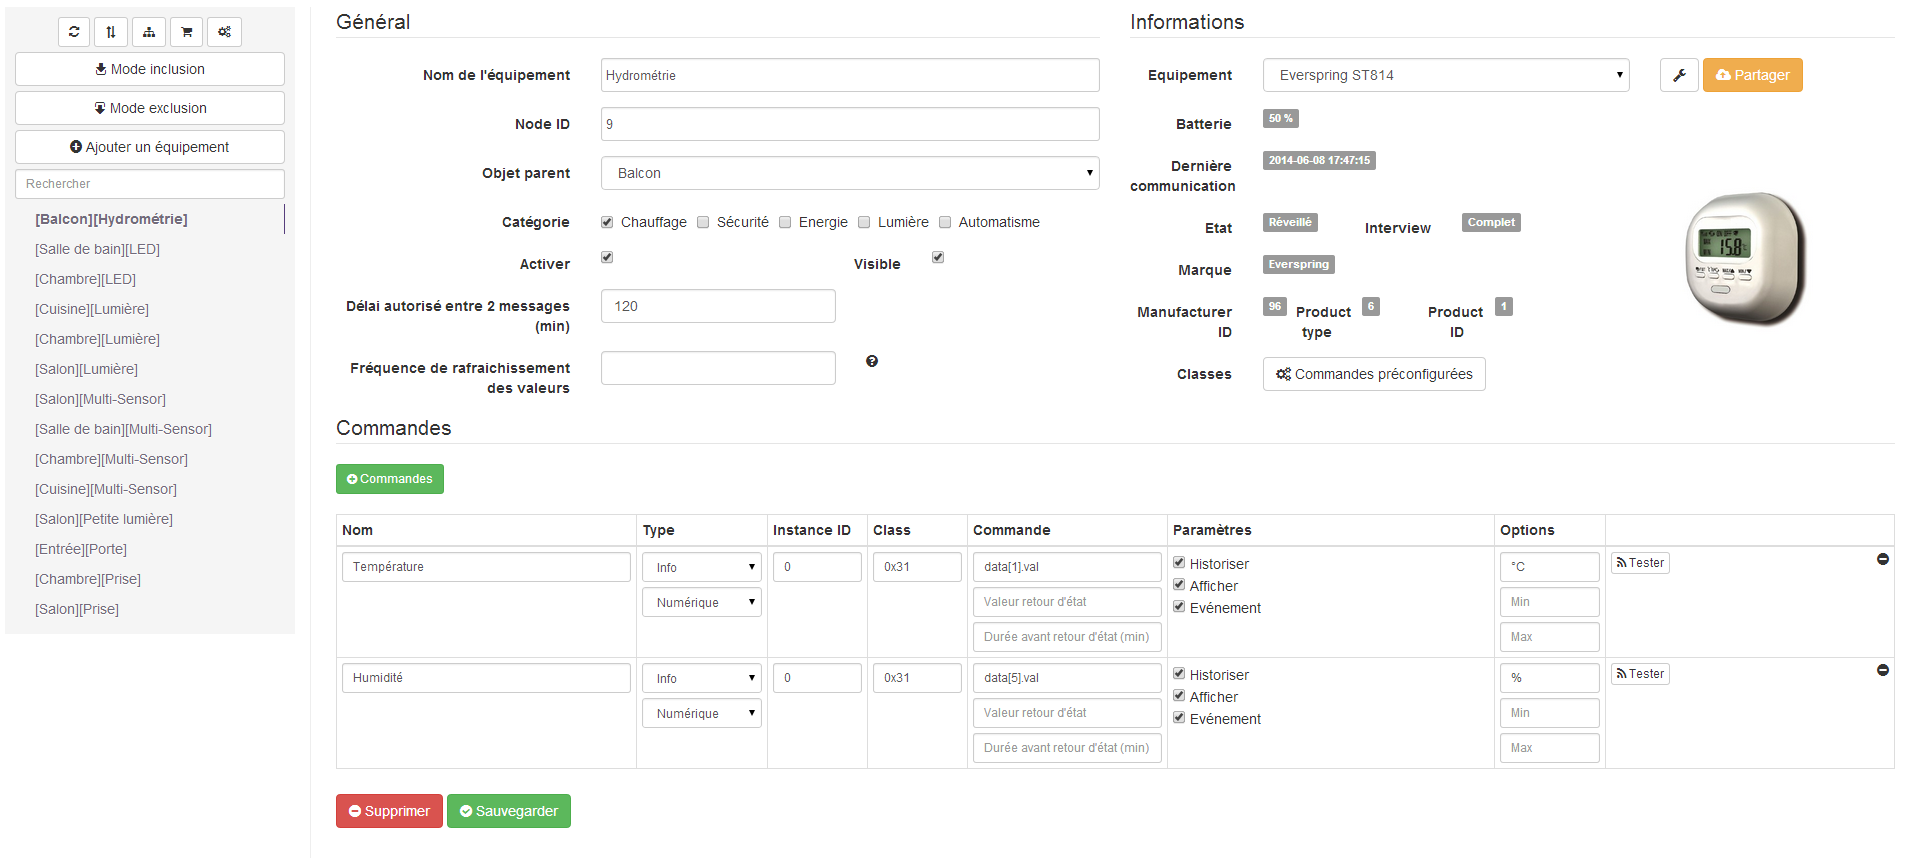 Mode inclusion
Mode exclusion
Ajouter un équipement
Rechercher
[Balcon][Hydrométrie]
[Salle de bain][LED]
[Chambre][LED]
[Cuisine][Lumière]
[Chambre][Lumière]
[Salon][Lumière]
[Salon][Multi-Sensor]
[Salle de bain][Multi-Sensor]
[Chambre][Multi-Sensor]
[Cuisine][Multi-Sensor]
[Salon][Petite lumière]
[Entrée][Porte]
[Chambre][Prise]
[Salon][Prise]
Général
Nom de l'équipement Hydrométrie
Node ID 9
Objet parent Balcon
Catégorie Chauffage Sécurité Energie Lumière Automatisme
Activer Visible
Délai autorisé entre 2 messages 120
(min)
Fréquence de rafraichissement
des valeurs
Informations
Equipement Everspring ST814 Partager
Batterie 50 %
Dernière 2014-06-08 17:47:15
communication
Etat Réveillé Interview Complet
Marque Everspring
Manufacturer 96 Product 6 Product 1
ID type ID
Classes Commandes préconfigurées
15.8
Commandes
Commandes
Nom Type Instance ID Class Commande Paramètres Options
Température Info 0 0x31 data[1].val Historiser °C Tester
Numérique Valeur retour d'état Afficher Min
Durée avant retour d'état (min) Evénement Max
Humidité Info 0 0x31 data[5].val Historiser % Tester
Numérique Valeur retour d'état Afficher Min
Durée avant retour d'état (min) Evénement Max
Supprimer Sauvegarder